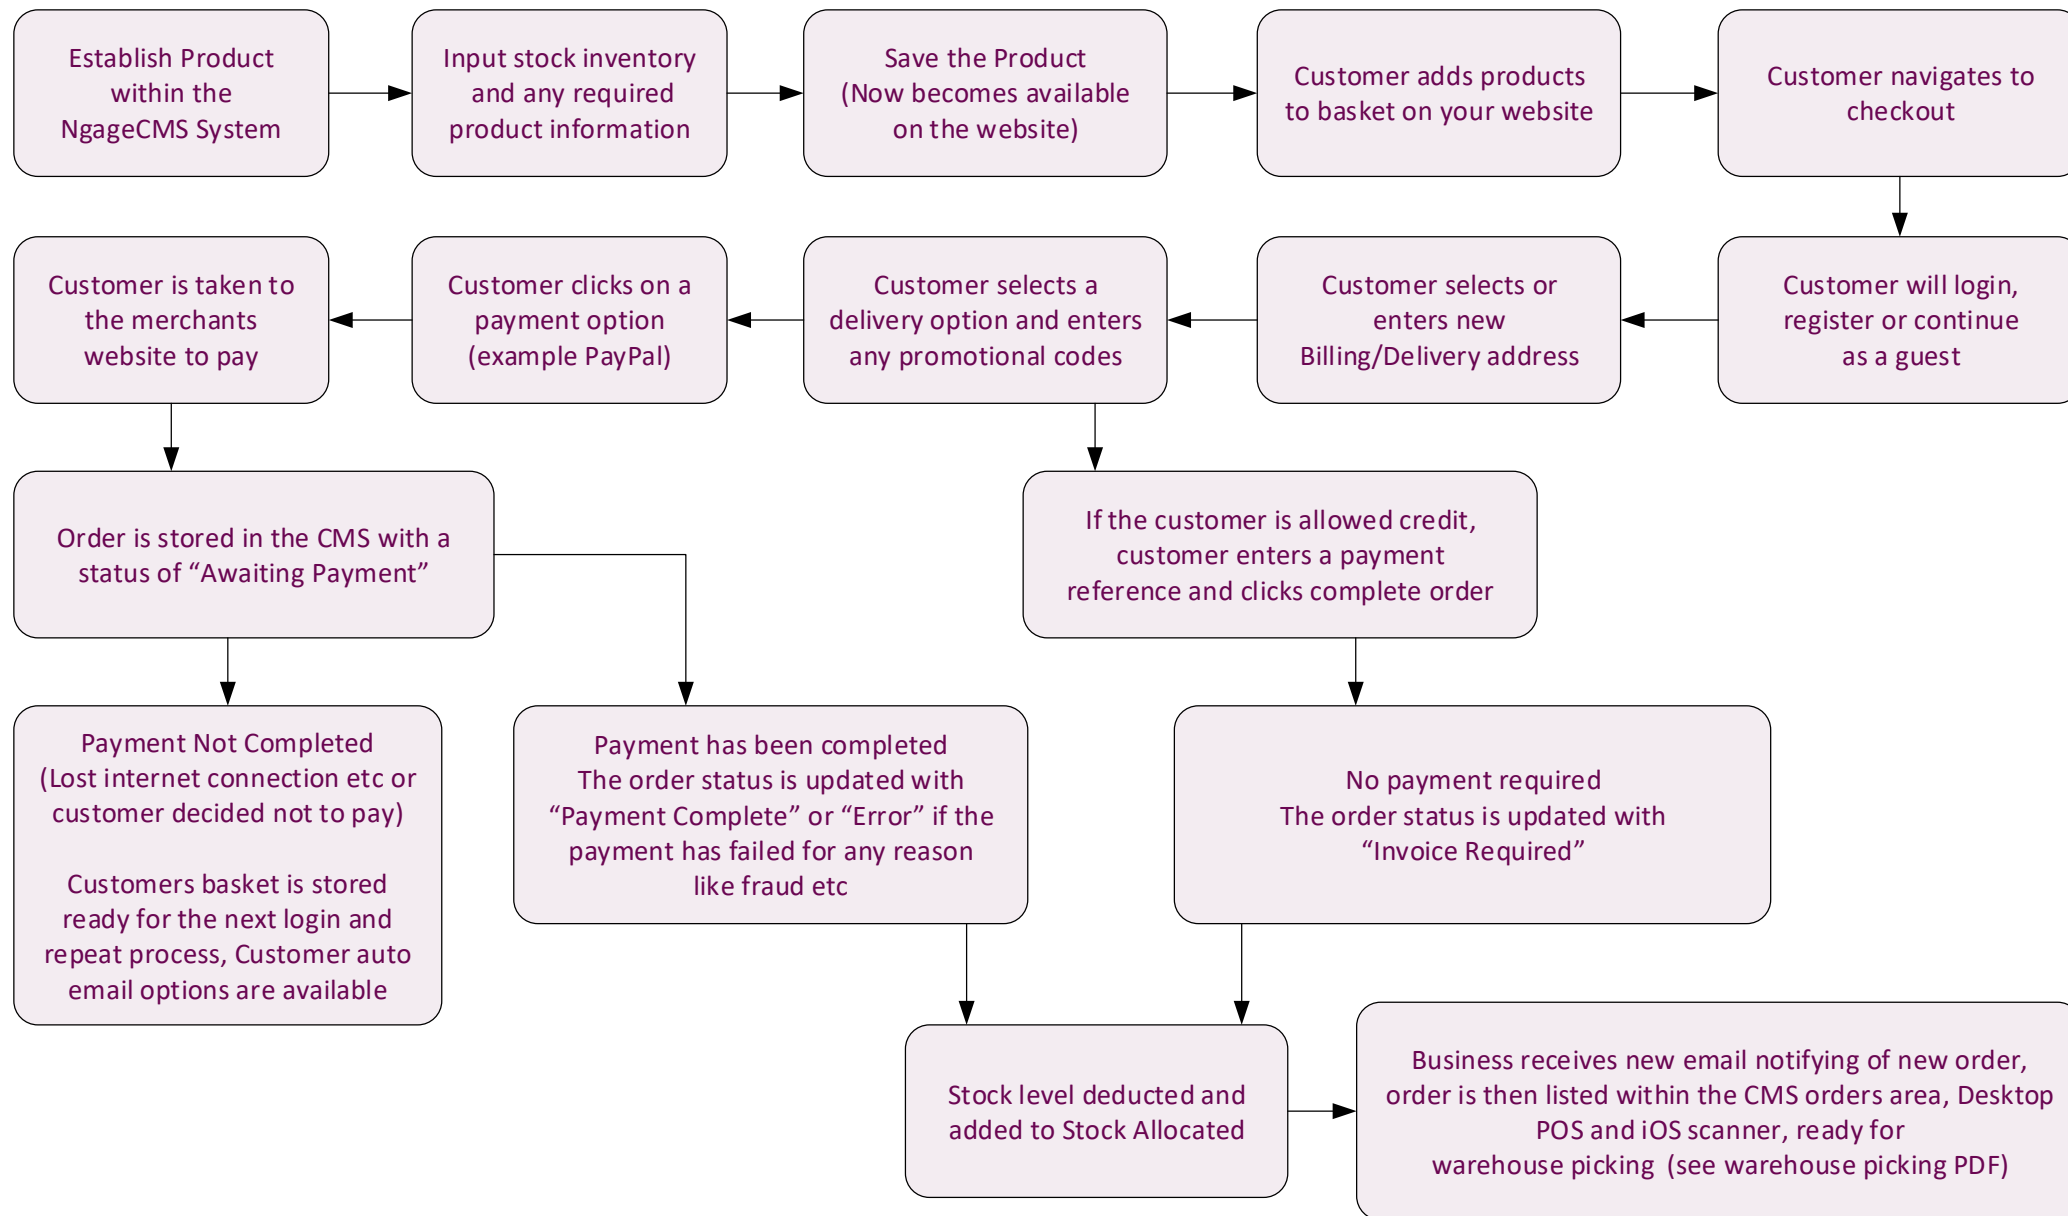 Establish Product
within the
NgageCMS System
Input stock inventory
and any required
product information
Save the Product
(Now becomes available
on the website)
Customer adds products
to basket on your website
Customer navigates to
checkout
Customer is taken to
the merchants
website to pay
Customer clicks on a
payment option
(example PayPal)
Customer selects a
delivery option and enters
any promotional codes
Customer selects or
enters new
Billing/Delivery address
Customer will login,
register or continue
as a guest
Order is stored in the CMS with a
status of “Awaiting Payment”
If the customer is allowed credit,
customer enters a payment
reference and clicks complete order
Payment Not Completed
(Lost internet connection etc or
customer decided not to pay)
Customers basket is stored
ready for the next login and
repeat process, Customer auto
email options are available
Payment has been completed
The order status is updated with
“Payment Complete” or “Error” if the
payment has failed for any reason
like fraud etc
No payment required
The order status is updated with
“Invoice Required”
Stock level deducted and
added to Stock Allocated
Business receives new email notifying of new order,
order is then listed within the CMS orders area, Desktop
POS and iOS scanner, ready for
warehouse picking (see warehouse picking PDF)